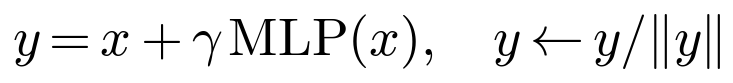 y = x + γ MLP(x),   y ← y/‖y‖